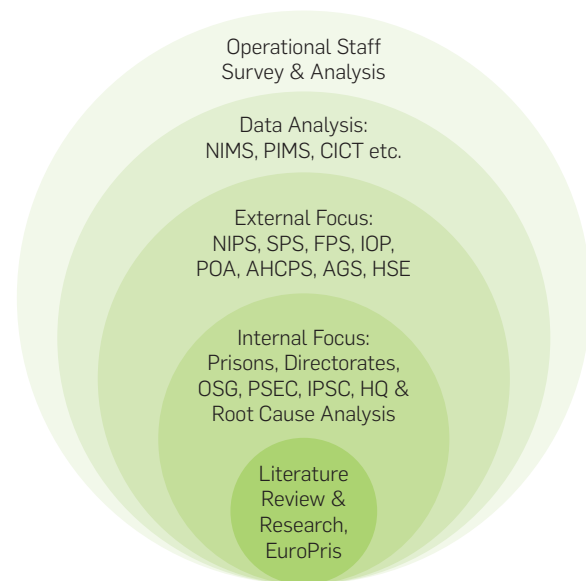 Operational Staff
Survey & Analysis
Data Analysis:
NIMS, PIMS, CICT etc.
External Focus:
NIPS, SPS, FPS, IOP,
POA, AHCPS, AGS, HSE
Internal Focus:
Prisons, Directorates,
OSG, PSEC, IPSC, HQ &
Root Cause Analysis
Literature
Review &
Research,
EuroPris